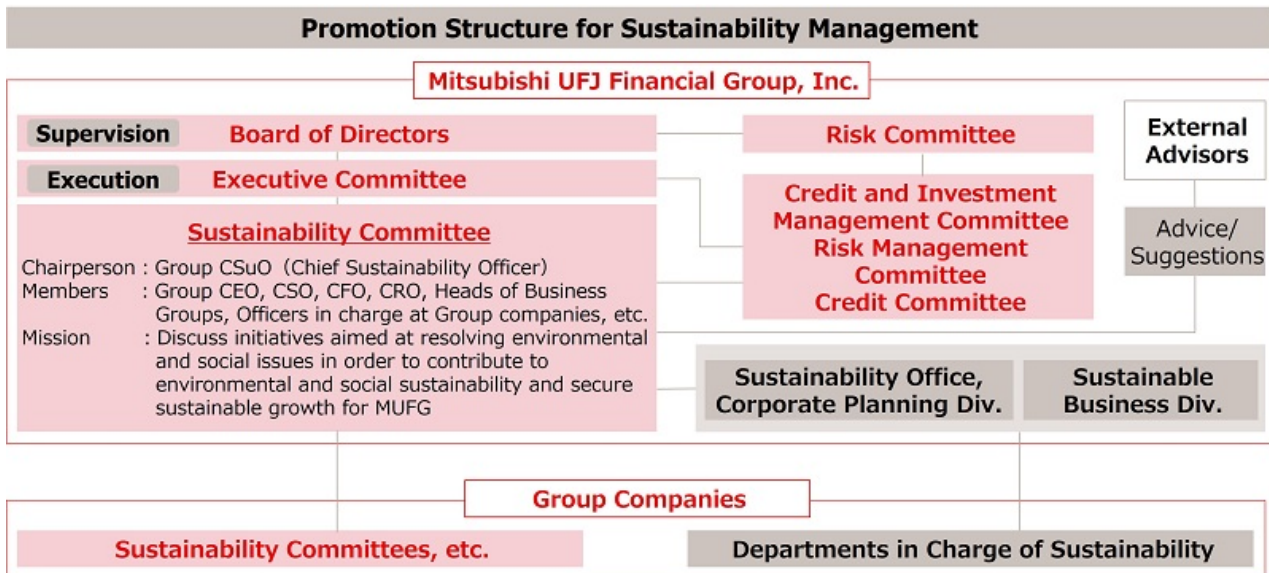 Promotion Structure for Sustainability Management
Mitsubishi UFJ Financial Group, Inc.
Supervision
Board of Directors
Risk Committee
External
Advisors
Execution
Executive Committee
Credit and Investment
Management Committee
Risk Management
Committee
Credit Committee
Advice/
Suggestions
Sustainability Committee
Chairperson : Group CSuO（Chief Sustainability Officer）
Members : Group CEO, CSO, CFO, CRO, Heads of Business
Groups, Officers in charge at Group companies, etc.
Mission : Discuss initiatives aimed at resolving environmental
and social issues in order to contribute to
environmental and social sustainability and secure
sustainable growth for MUFG
Sustainability Office,
Corporate Planning Div.
Sustainable
Business Div.
Group Companies
Sustainability Committees, etc.
Departments in Charge of Sustainability